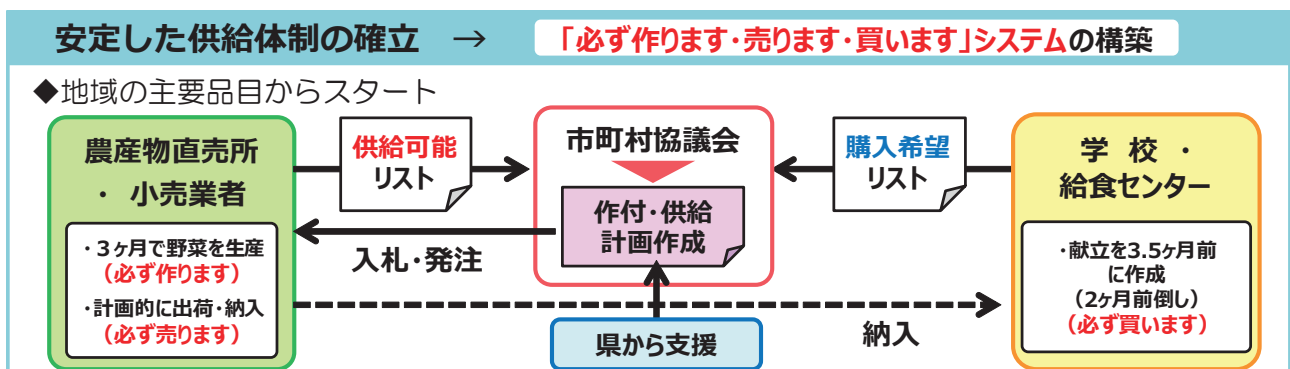 安定した供給体制の確立 → 「必ず作ります・売ります・買います」システムの構築
◆地域の主要品目からスタート
農産物直売所
・ 小売業者
・3ヶ月で野菜を生産
(必ず作ります)
・計画的に出荷・納入
(必ず売ります)
供給可能
リスト
入札・発注
市町村協議会
作付・供給
計画作成
県から支援
購入希望
リスト
納入
学 校 ・
給食センター
・献立を3.5ヶ月前
に作成
(2ヶ月前倒し)
(必ず買います)